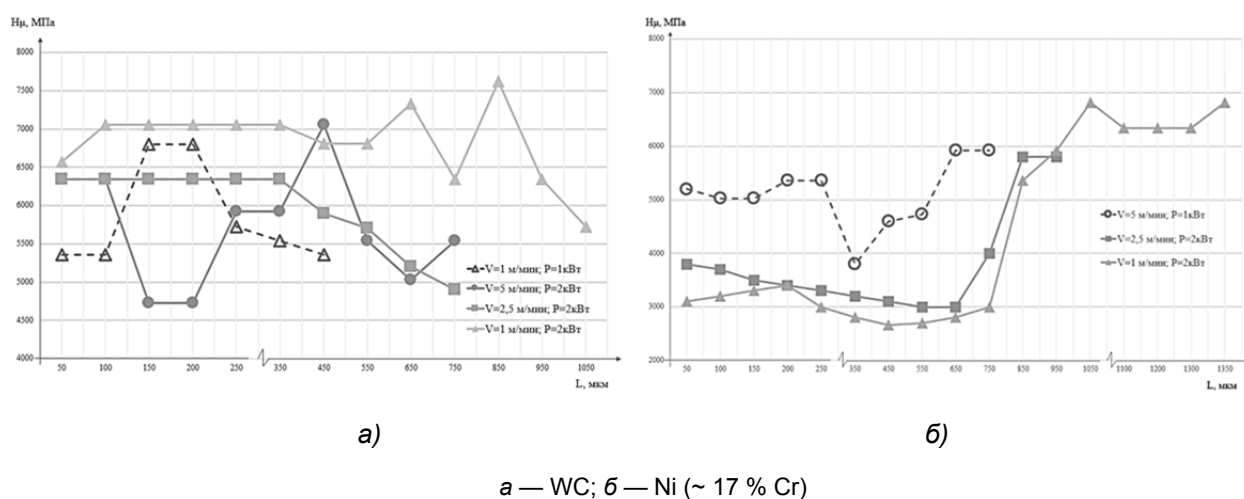 Hμ, МПа
8000
7500
7000
6500
6000
5500
5000
4500
4000
50 100 150 200 250 350 450 550 650 750 850 950 1050
L, мкм
V=1 м/мин; P=1кВт
V=5 м/мин; P=2кВт
V=2,5 м/мин; P=2кВт
V=1 м/мин; P=2кВт
а)
Hμ, МПа
8000
7000
6000
5000
4000
3000
2000
50 100 150 200 250 350 450 550 650 750 850 950 1050 1100 1200 1300 1350
L, мкм
V=5 м/мин; P=1кВт
V=2,5 м/мин; P=2кВт
V=1 м/мин; P=2кВт
б)
а — WC; б — Ni (~ 17 % Cr)